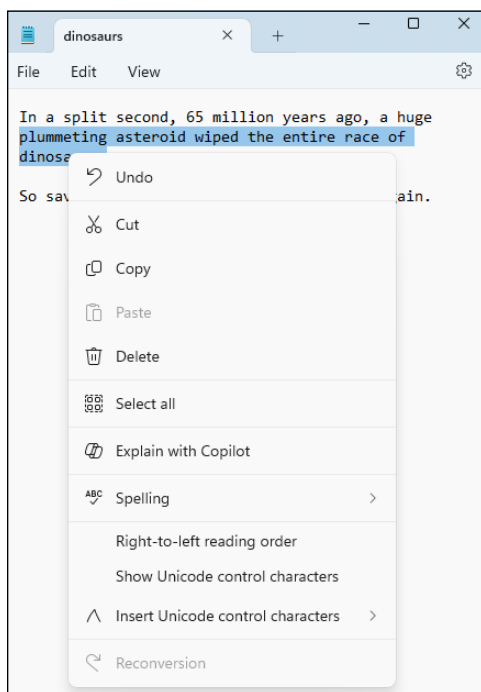 dinosaurs
File Edit View
In a split second, 65 million years ago, a huge
plummeting asteroid wiped the entire race of
So
ain.
Undo
Cut
Copy
Paste
Delete
Select all
Explain with Copilot
ABC Spelling
Right-to-left reading order
Show Unicode control characters
Insert Unicode control characters
Reconversion